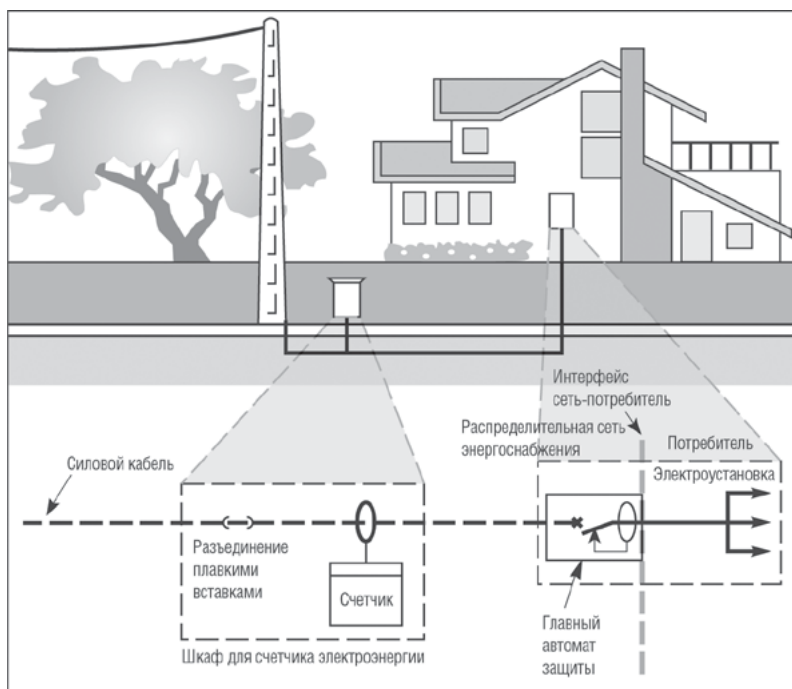 Интерфейс
сеть-потребитель
Распределительная сеть
энергоснабжения
Потребитель
Силовой кабель
Электроустановка
Разъединение
плавкими
вставками
Счетчик
Главный
автомат
защиты
Шкаф для счетчика электроэнергии